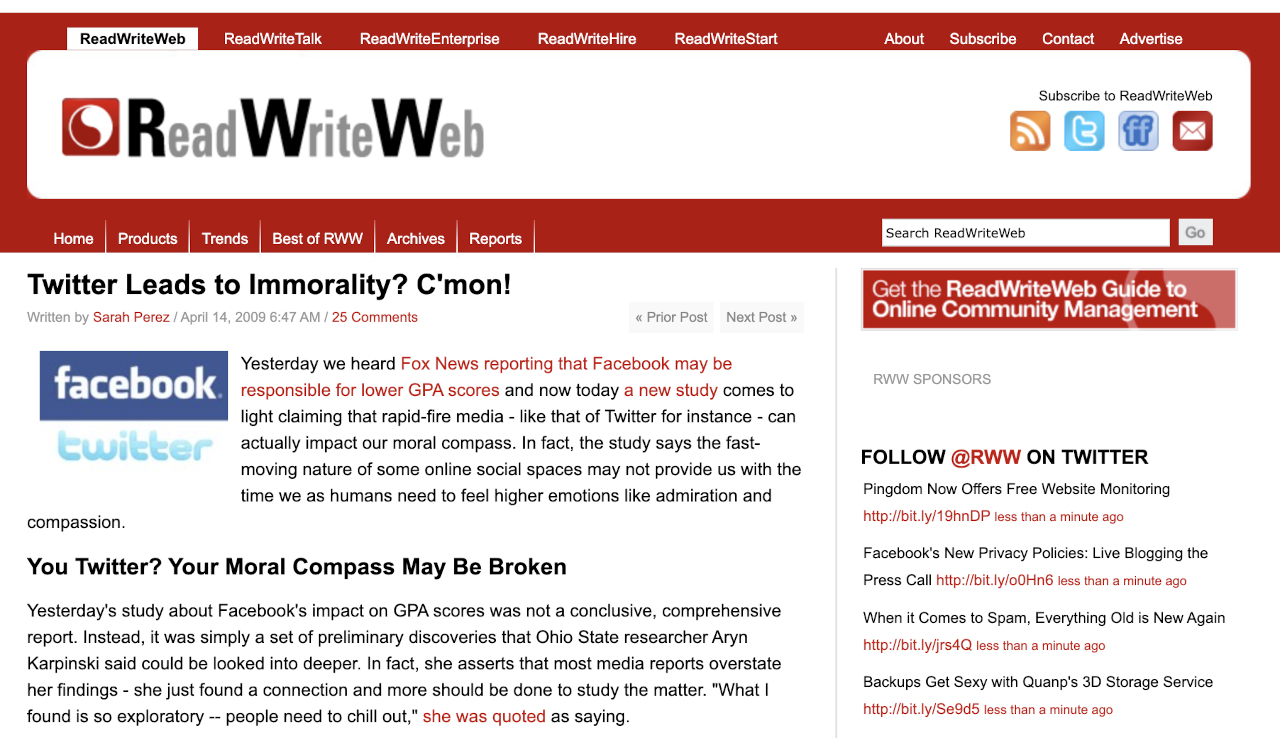 ReadWriteWeb ReadWriteTalk ReadWriteEnterprise ReadWriteHire ReadWriteStart About Subscribe Contact Advertise
ReadWriteWeb
Subscribe to ReadWriteWeb
Home Products Trends Best of RWW Archives Reports
Search ReadWriteWeb Go
Twitter Leads to Immorality? C'mon!
Written by Sarah Perez / April 14, 2009 6:47 AM / 25 Comments
« Prior Post Next Post »
facebook.
twitter
Yesterday we heard Fox News reporting that Facebook may be
responsible for lower GPA scores and now today a new study comes to
light claiming that rapid-fire media - like that of Twitter for instance - can
actually impact our moral compass. In fact, the study says the fast-
moving nature of some online social spaces may not provide us with the
time we as humans need to feel higher emotions like admiration and
compassion.
You Twitter? Your Moral Compass May Be Broken
Yesterday's study about Facebook's impact on GPA scores was not a conclusive, comprehensive
report. Instead, it was simply a set of preliminary discoveries that Ohio State researcher Aryn
Karpinski said could be looked into deeper. In fact, she asserts that most media reports overstate
her findings - she just found a connection and more should be done to study the matter. "What I
found is so exploratory -- people need to chill out," she was quoted as saying.
Get the ReadWriteWeb Guide to
Online Community Management
RWW SPONSORS
FOLLOW @RWW ON TWITTER
Pingdom Now Offers Free Website Monitoring
http://bit.ly/19hnDP less than a minute ago
Facebook's New Privacy Policies: Live Blogging the
Press Call http://bit.ly/o0Hn6 less than a minute ago
When it Comes to Spam, Everything Old is New Again
http://bit.ly/jrs4Q less than a minute ago
Backups Get Sexy with Quanp's 3D Storage Service
http://bit.ly/Se9d5 less than a minute ago